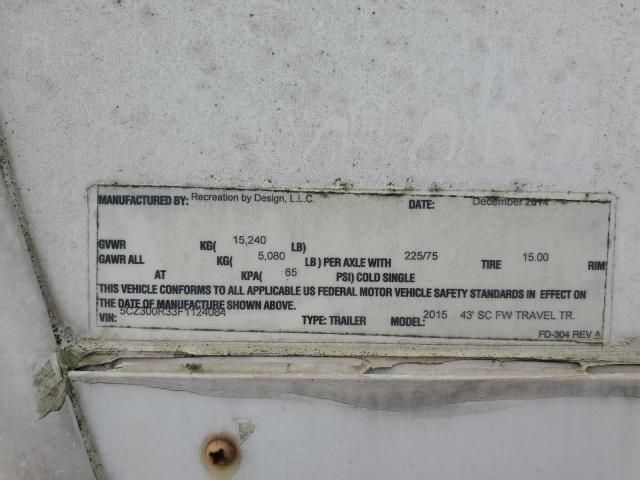 MANUFACTURED BY: Recreation by Design, L.L.C. DATE: December 2014
GVWR KG( 15,240 LB)
GAWR ALL KG( 5,080 LB ) PER AXLE WITH 225/75 TIRE 15.00 RIM
AT KPA( 65 PSI) COLD SINGLE
THIS VEHICLE CONFORMS TO ALL APPLICABLE US FEDERAL MOTOR VEHICLE SAFETY STANDARDS IN EFFECT ON
THE DATE OF MANUFACTURE SHOWN ABOVE.
VIN: 5CZ300R33F1124084 TYPE: TRAILER MODEL: 2015 43' SC FW TRAVEL TR.
FD-304 REV A